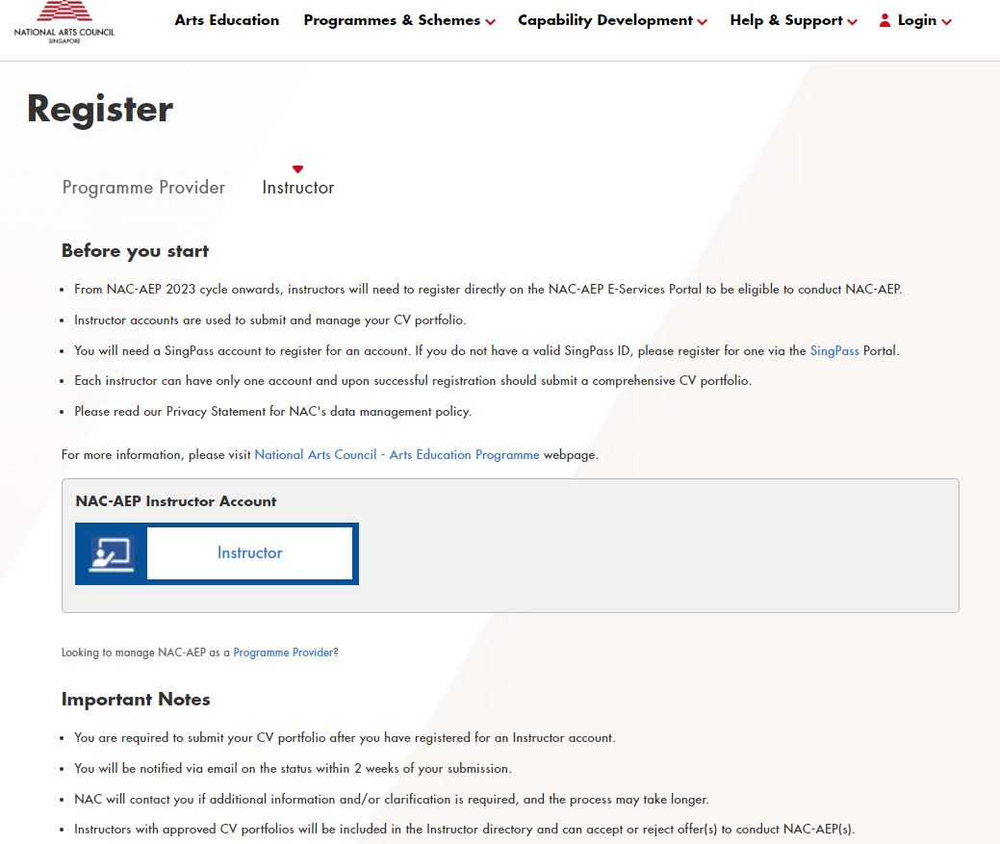 NATIONAL ARTS COUNCIL
SINGAPORE
Arts Education
Programmes & Schemes
Capability Development
Help & Support
Login
Register
Programme Provider
Instructor
Before you start
• From NAC-AEP 2023 cycle onwards, instructors will need to register directly on the NAC-AEP E-Services Portal to be eligible to conduct NAC-AEP.
• Instructor accounts are used to submit and manage your CV portfolio.
• You will need a SingPass account to register for an account. If you do not have a valid SingPass ID, please register for one via the SingPass Portal.
• Each instructor can have only one account and upon successful registration should submit a comprehensive CV portfolio.
• Please read our Privacy Statement for NAC's data management policy.
For more information, please visit National Arts Council - Arts Education Programme webpage.
NAC-AEP Instructor Account
Instructor
Looking to manage NAC-AEP as a Programme Provider?
Important Notes
• You are required to submit your CV portfolio after you have registered for an Instructor account.
• You will be notified via email on the status within 2 weeks of your submission.
• NAC will contact you if additional information and/or clarification is required, and the process may take longer.
• Instructors with approved CV portfolios will be included in the Instructor directory and can accept or reject offer(s) to conduct NAC-AEP(s).